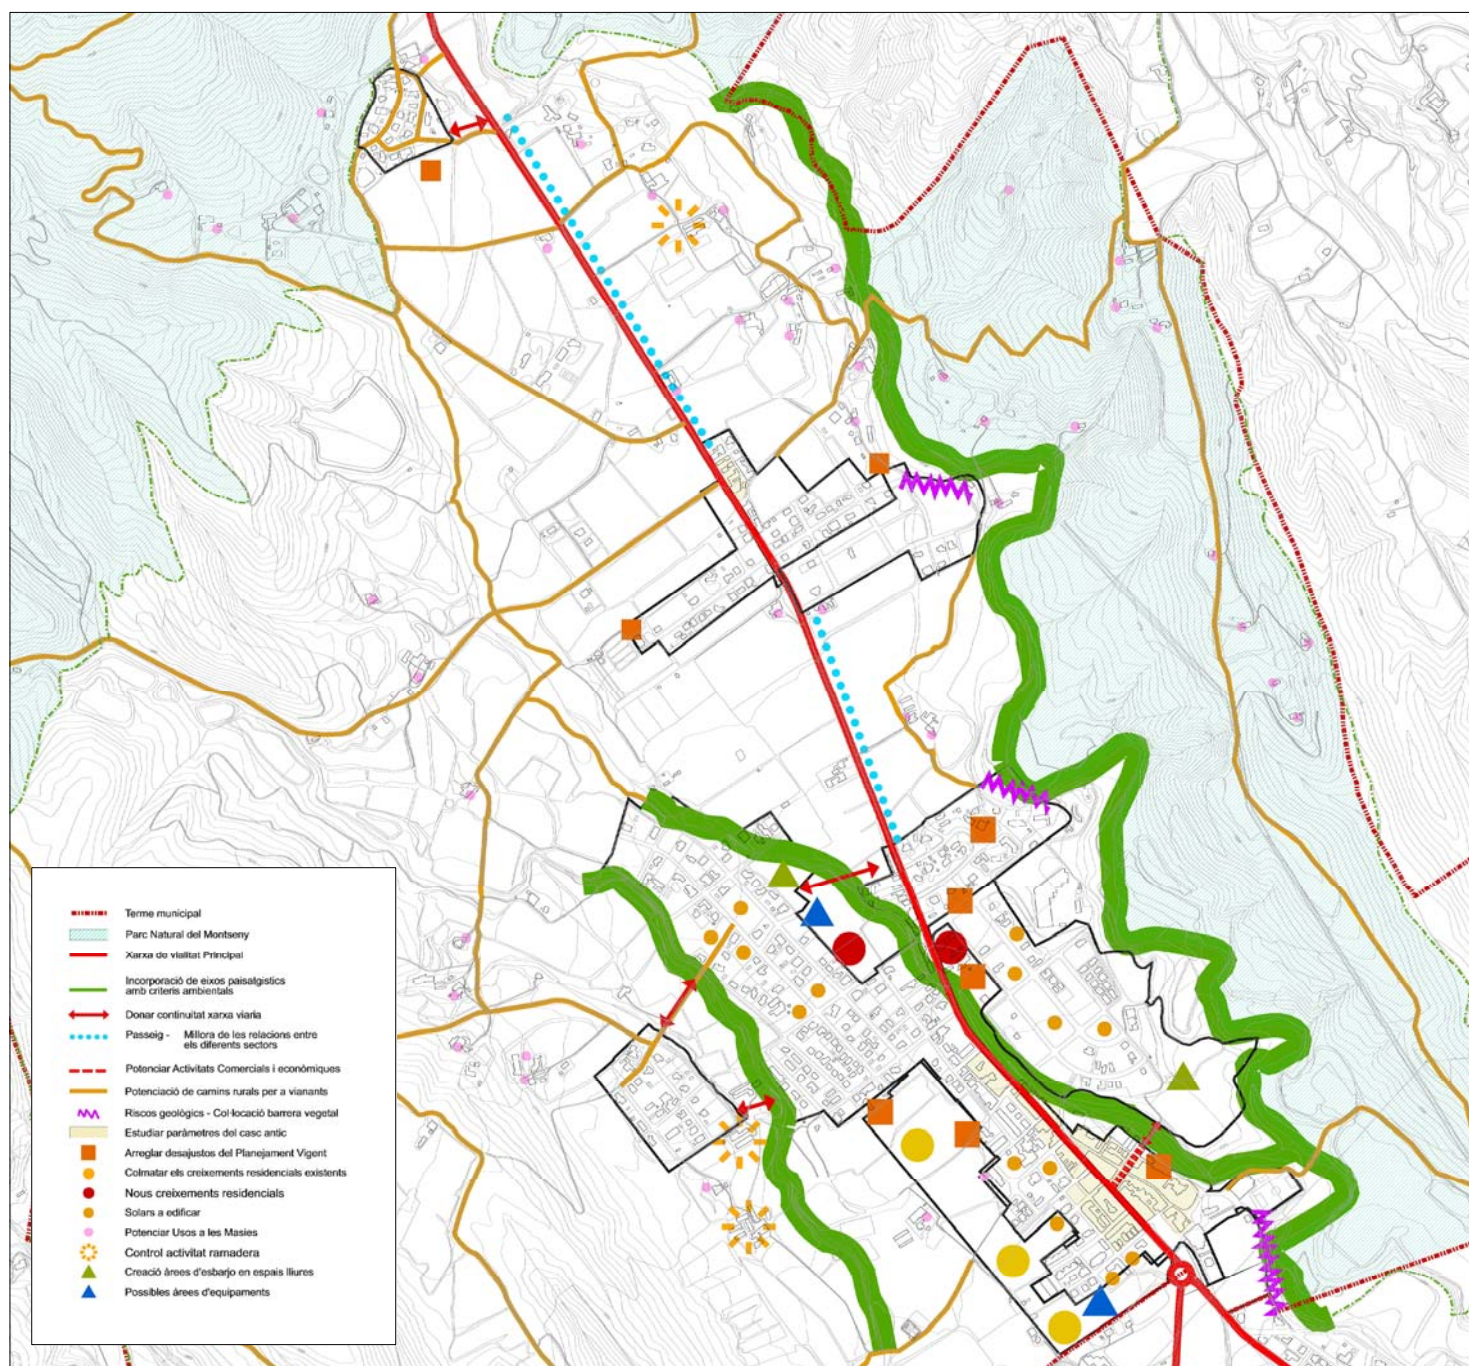 Terme municipal
Parc Natural del Montseny
Xarxa de vialitat Principal
Incorporació de eixos paisatgístics
amb criteris ambientals
Donar continuitat xarxa viaria
Passeig - Millora de les relacions entre
els diferents sectors
Potenciar Activitats Comercials i econòmiques
Potenciació de camins rurals per a vianants
Riscos geològics - Col·locació barrera vegetal
Estudiar paràmetres del casc antic
Arreglar desajustos del Planejament Vigent
Colmatar els creixements residencials existents
Nous creixements residencials
Solars a edificar
Potenciar Usos a les Masies
Control activitat ramadera
Creació àrees d'esbarjo en espais lliures
Possibles àrees d'equipaments